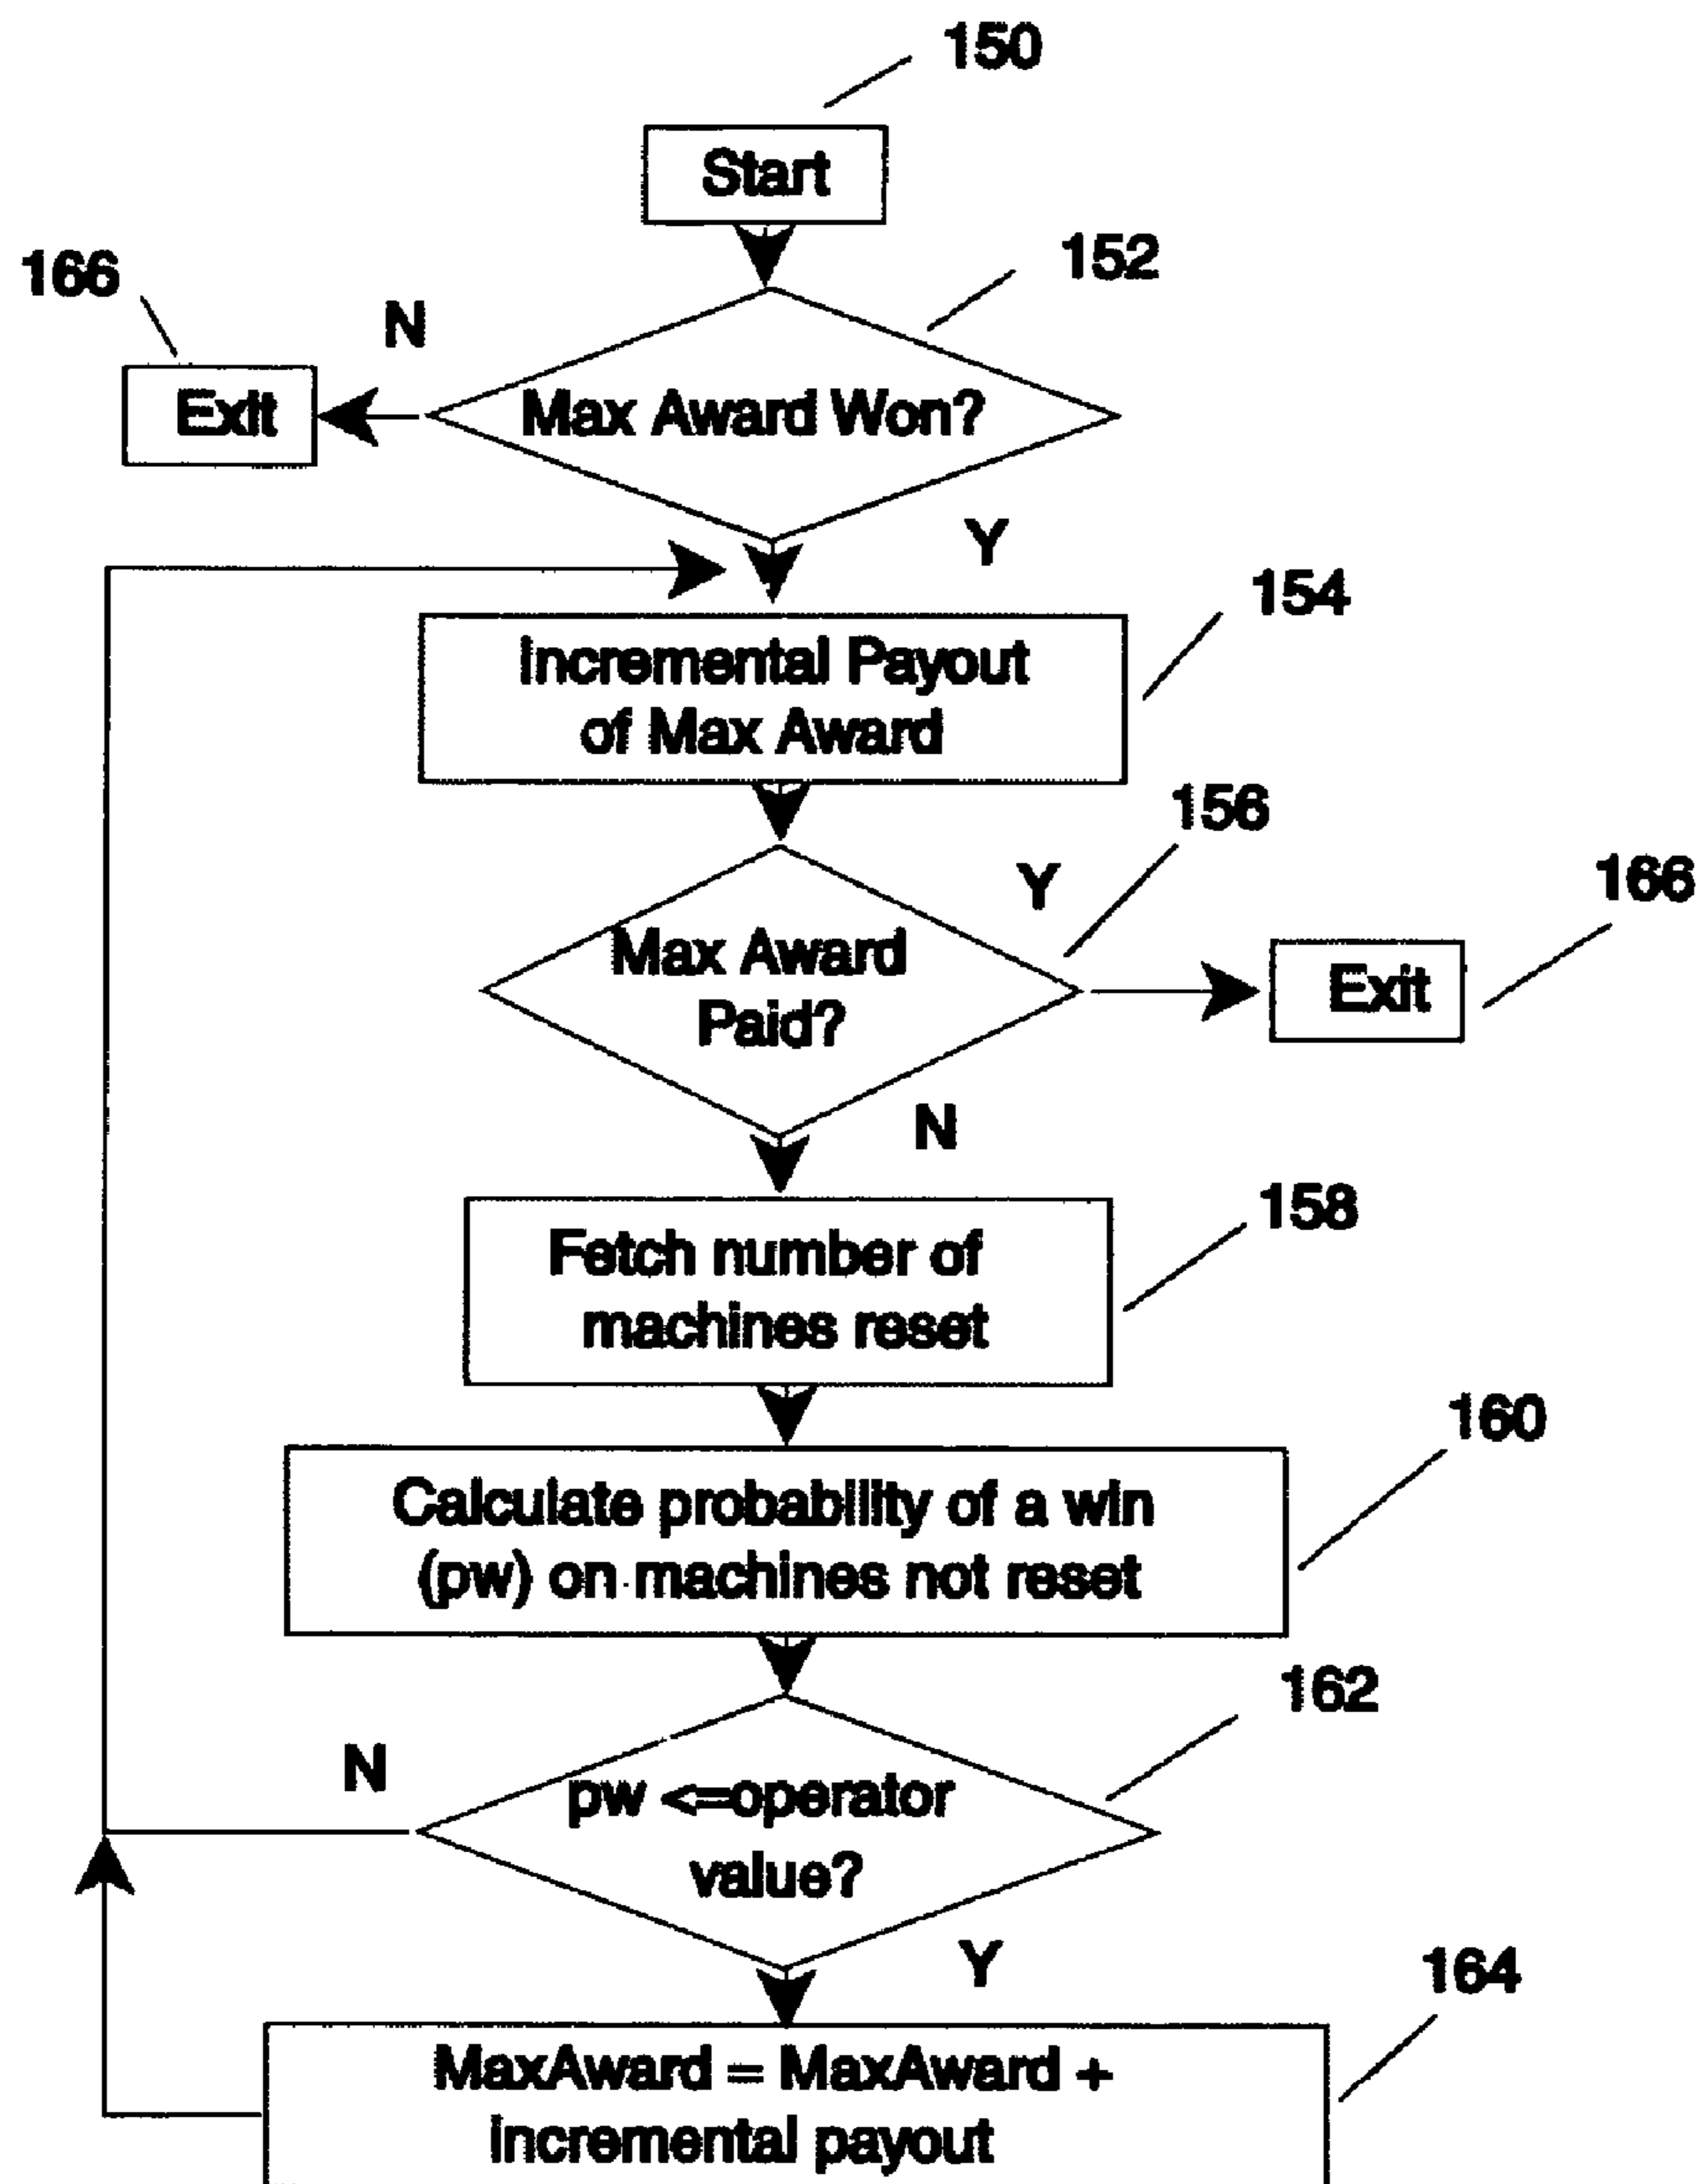 150
Start
152
166
N
Exit
Max Award Won?
Y
154
Incremental Payout
of Max Award
156
Y
166
Max Award
Paid?
Exit
N
158
Fetch number of
machines reset
160
Calculate probability of a win
(pw) on machines not reset
162
N
pw <=operator
value?
Y
164
MaxAward = MaxAward +
incremental payout